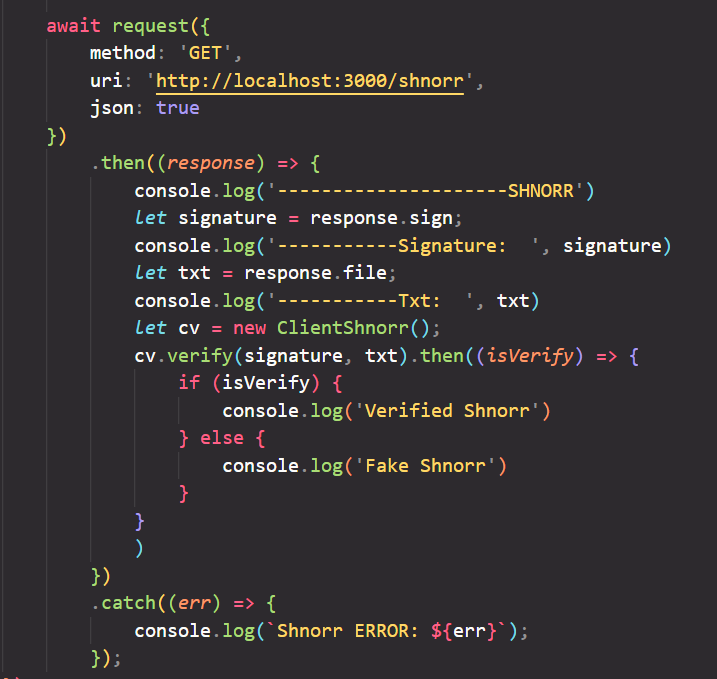 await request({
    method: 'GET',
    uri: 'http://localhost:3000/shnorr',
    json: true
})
    .then((response) => {
        console.log('---------------------SHNORR')
        let signature = response.sign;
        console.log('-----------Signature:  ', signature)
        let txt = response.file;
        console.log('-----------Txt:  ', txt)
        let cv = new ClientShnorr();
        cv.verify(signature, txt).then((isVerify) => {
            if (isVerify) {
                console.log('Verified Shnorr')
            } else {
                console.log('Fake Shnorr')
            }
        }
        )
    })
    .catch((err) => {
        console.log(`Shnorr ERROR: ${err}`);
    });